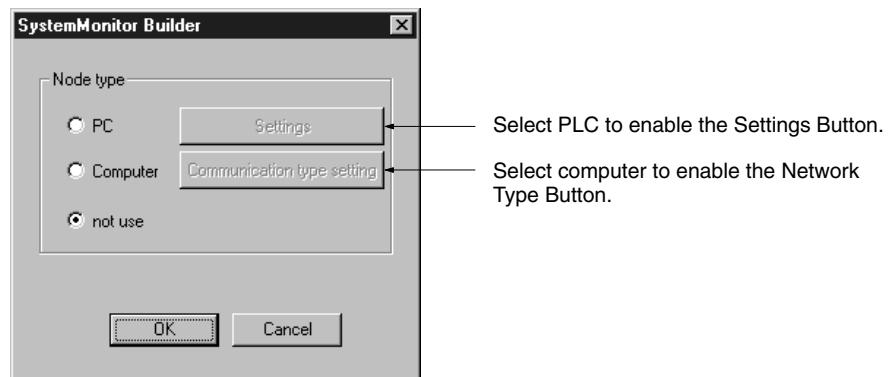 SystemMonitor Builder
Node type
PC
Settings
Select PLC to enable the Settings Button.
Computer
Communication type setting
Select computer to enable the Network
Type Button.
not use
OK
Cancel